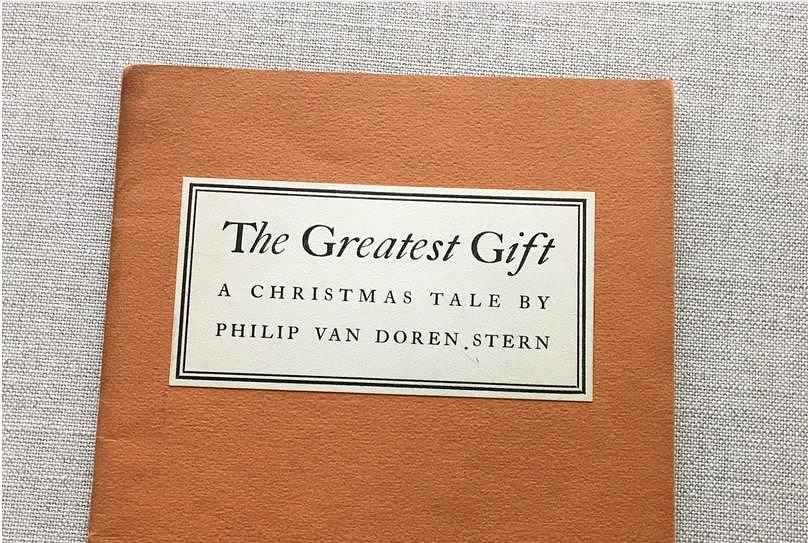 The Greatest Gift
A CHRISTMAS TALE BY
PHILIP VAN DOREN STERN